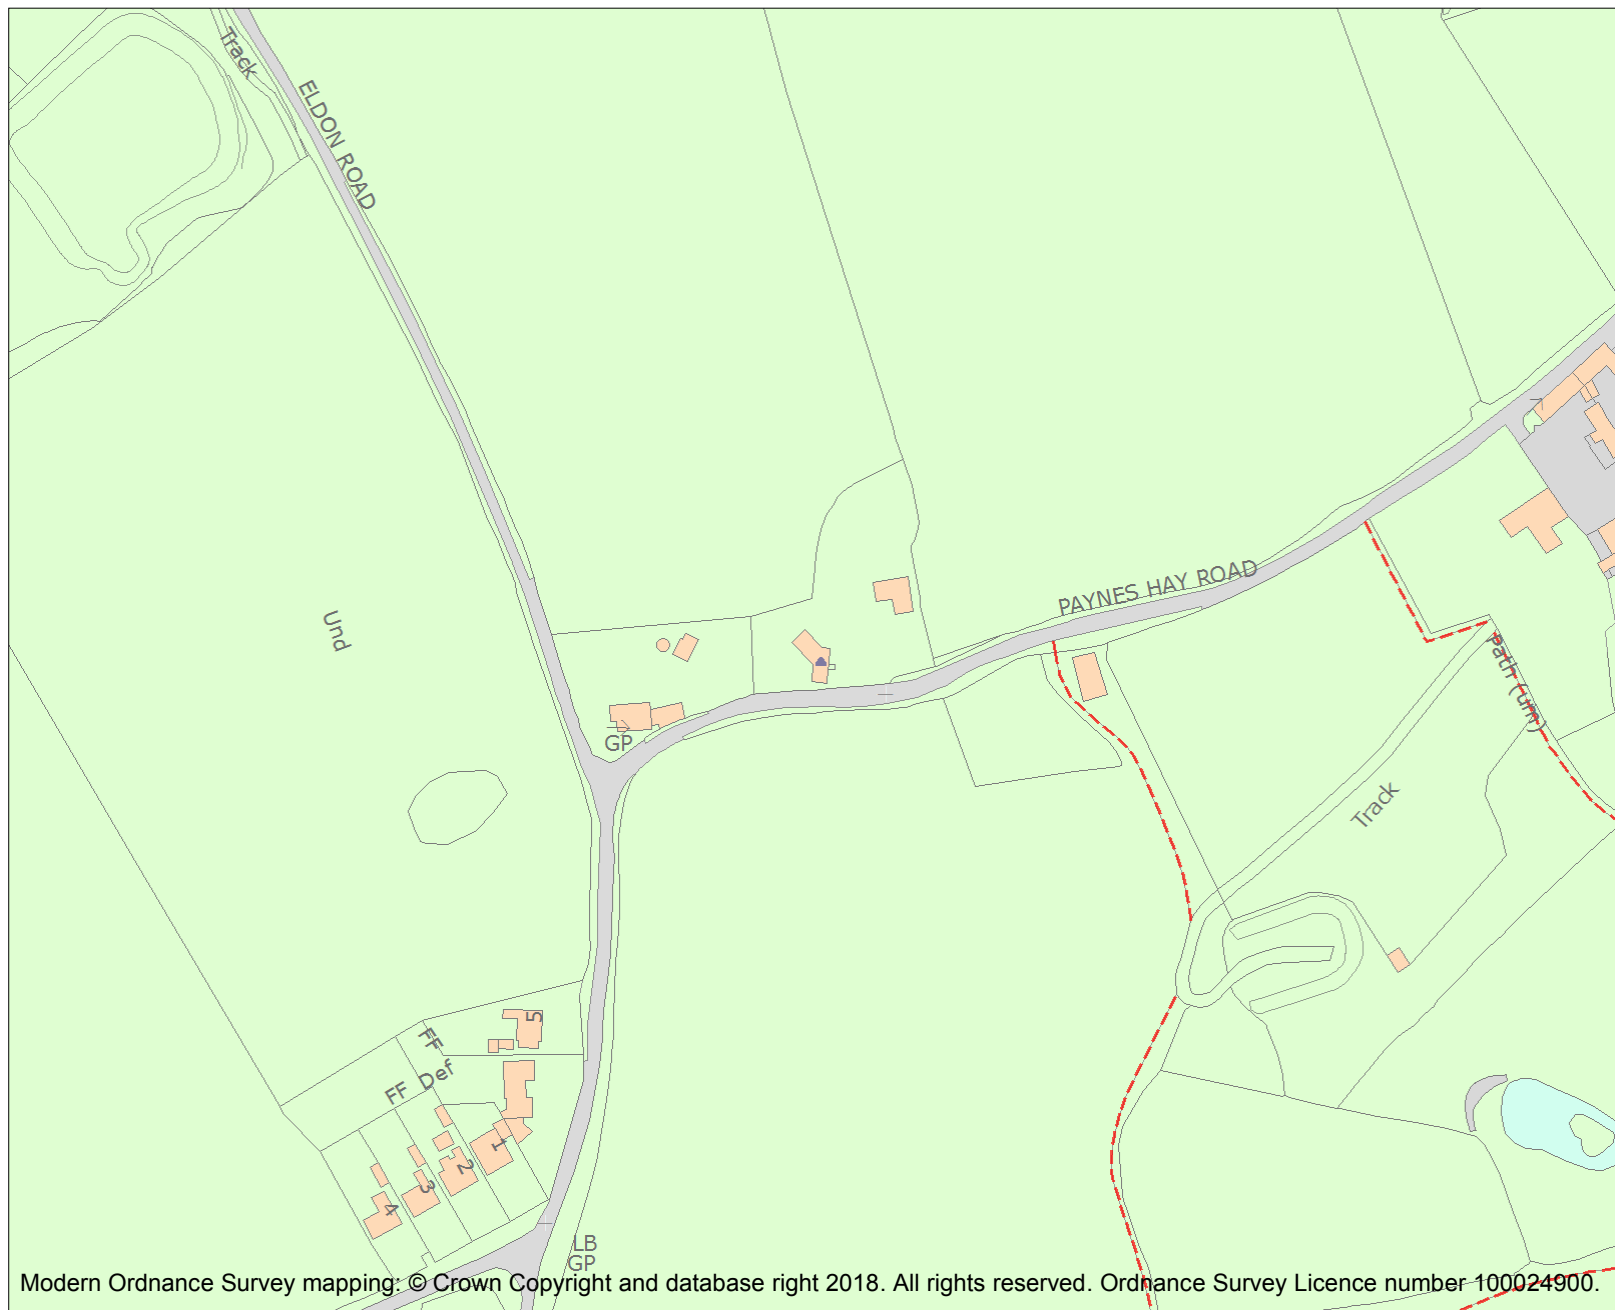 Track
ELDON ROAD
PAYNES HAY ROAD
Und
Path (um)
GP
Track
5
FF
FF Def
1
2
3
4
LB
GP
Modern Ordnance Survey mapping: © Crown Copyright and database right 2018. All rights reserved. Ordnance Survey Licence number 100024900.